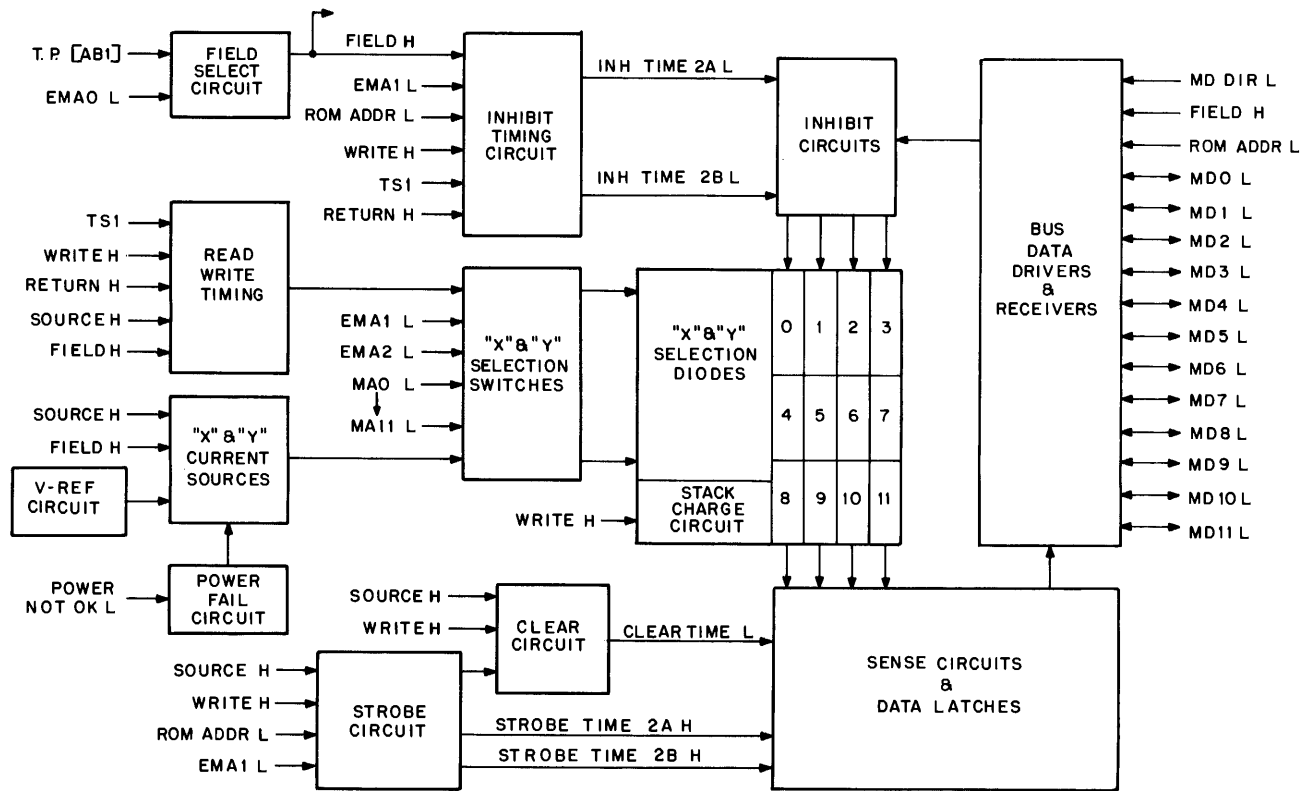 T.P. [AB1]
EMA0 L
FIELD
SELECT
CIRCUIT
FIELD H
EMA1 L
ROM ADDR L
WRITE H
TS1
RETURN H
INHIBIT
TIMING
CIRCUIT
INH TIME 2A L
INH TIME 2B L
INHIBIT
CIRCUITS
MD DIR L
FIELD H
ROM ADDR L
MD0 L
MD1 L
MD2 L
MD3 L
MD4 L
MD5 L
MD6 L
MD7 L
MD8 L
MD9 L
MD10 L
MD11 L
BUS
DATA
DRIVERS
&
RECEIVERS
TS1
WRITE H
RETURN H
SOURCE H
FIELD H
READ
WRITE
TIMING
EMA1 L
EMA2 L
MA0 L
MA11 L
"X" & "Y"
SELECTION
SWITCHES
"X" & "Y"
SELECTION
DIODES
0 1 2 3
4 5 6 7
8 9 10 11
SOURCE H
FIELD H
V-REF
CIRCUIT
"X" & "Y"
CURRENT
SOURCES
WRITE H
STACK
CHARGE
CIRCUIT
POWER
NOT OK L
POWER
FAIL
CIRCUIT
SOURCE H
WRITE H
CLEAR
CIRCUIT
CLEAR TIME L
SOURCE H
WRITE H
ROM ADDR L
EMA1 L
STROBE
CIRCUIT
STROBE TIME 2A H
STROBE TIME 2B H
SENSE CIRCUITS
&
DATA LATCHES